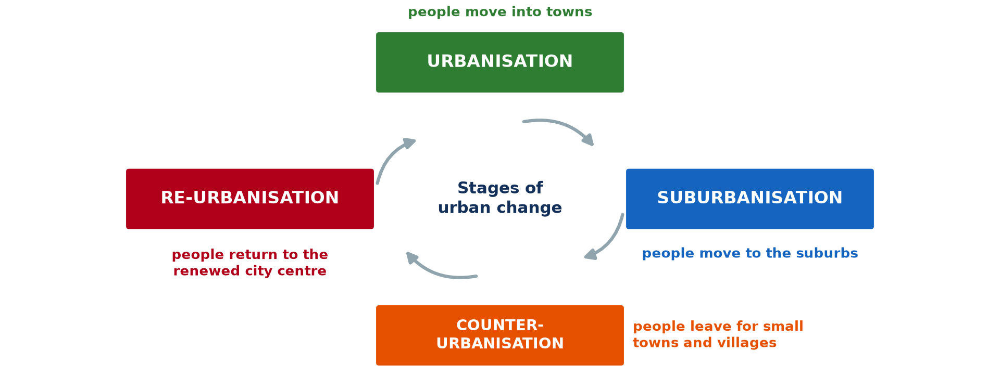 people move into towns
URBANISATION
Stages of
urban change
RE-URBANISATION
people return to the
renewed city centre
SUBURBANISATION
people move to the suburbs
COUNTER-
URBANISATION
people leave for small
towns and villages